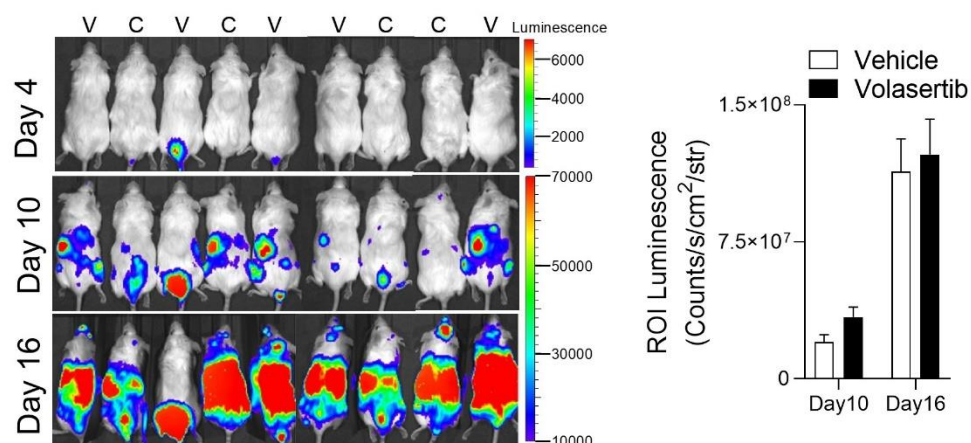 V C V C V V C C V Luminescence
Day 4
6000
4000
2000
Day 10
70000
50000
Day 16
30000
10000
Vehicle
Volasertib
ROI Luminescence
(Counts/s/cm²/str)
1.5×10⁸
7.5×10⁷
0
Day10 Day16